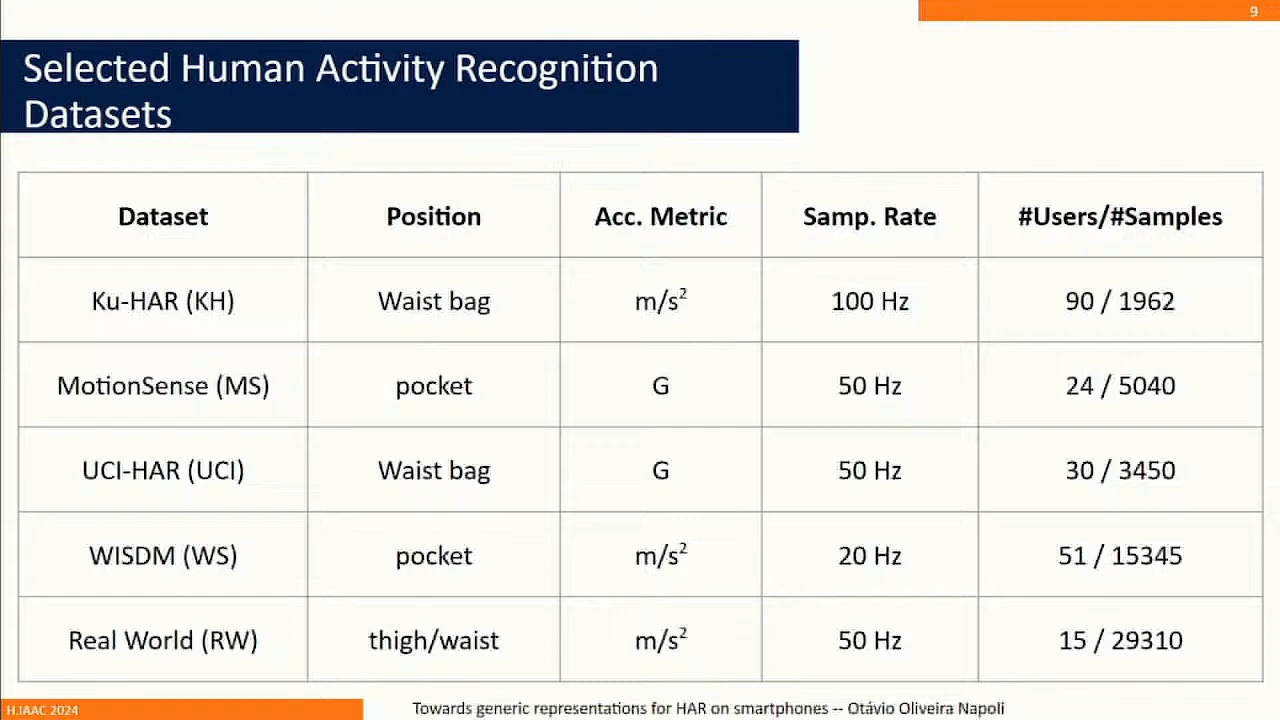 9
Selected Human Activity Recognition
Datasets
Dataset Position Acc. Metric Samp. Rate #Users/#Samples
Ku-HAR (KH) Waist bag m/s² 100 Hz 90 / 1962
MotionSense (MS) pocket G 50 Hz 24 / 5040
UCI-HAR (UCI) Waist bag G 50 Hz 30 / 3450
WISDM (WS) pocket m/s² 20 Hz 51 / 15345
Real World (RW) thigh/waist m/s² 50 Hz 15 / 29310
H.IAAC 2024 Towards generic representations for HAR on smartphones -- Otávio Oliveira Napoli